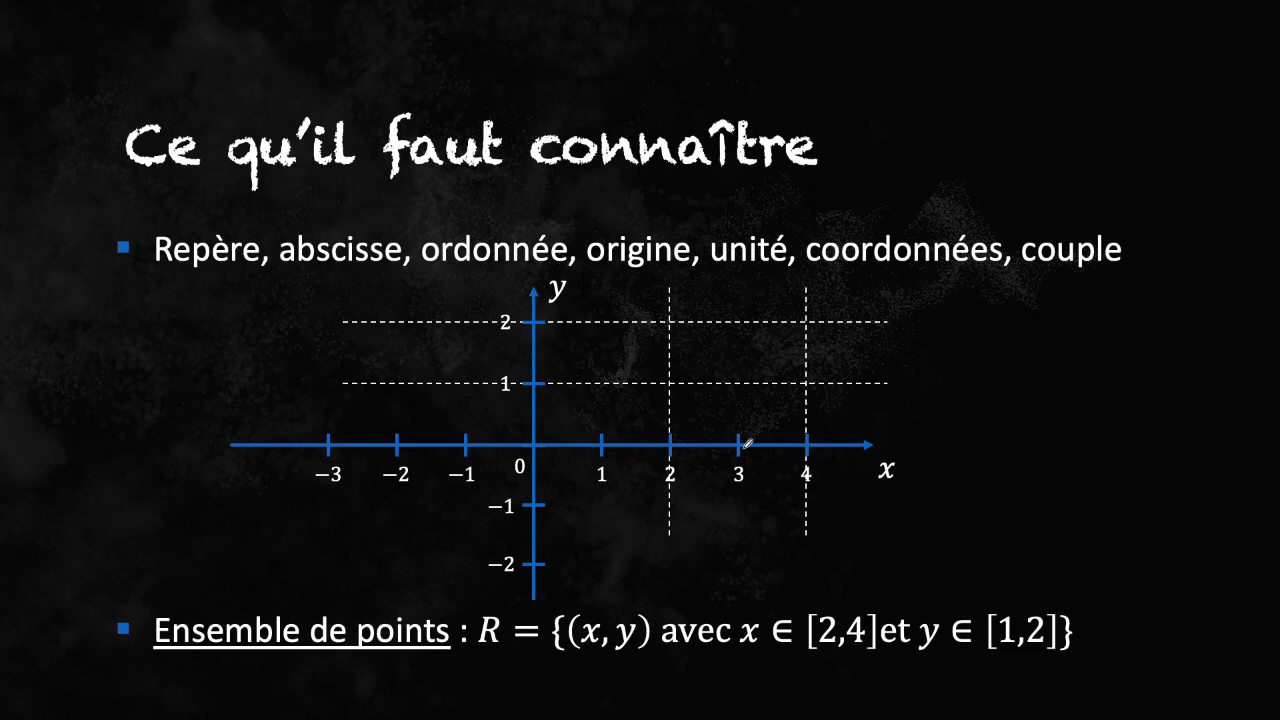 Ce qu'il faut connaître
Repère, abscisse, ordonnée, origine, unité, coordonnées, couple
y
2
1
−3 −2 −1 0 1 2 3 4 x
−1
−2
Ensemble de points : R = {(x, y) avec x ∈ [2,4]et y ∈ [1,2]}